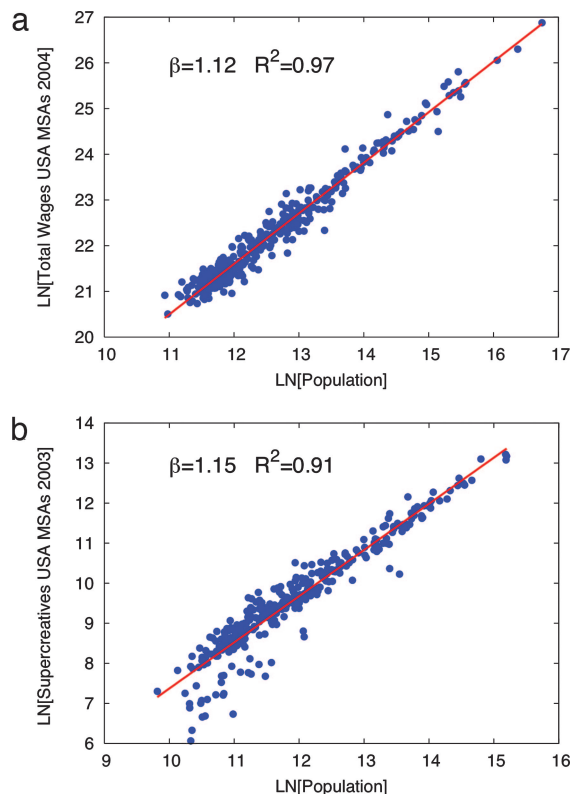 a
LN[Total Wages USA MSAs 2004]
27
26
25
24
23
22
21
20
β=1.12 R²=0.97
10 11 12 13 14 15 16 17
LN[Population]
b
LN[Supercreatives USA MSAs 2003]
14
13
12
11
10
9
8
7
6
β=1.15 R²=0.91
9 10 11 12 13 14 15 16
LN[Population]